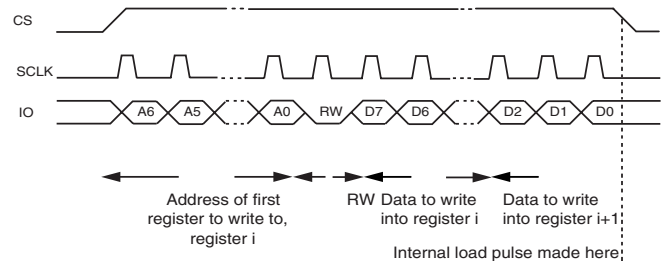 CS
SCLK
IO A6 A5 A0 RW D7 D6 D2 D1 D0
Address of first RW Data to write Data to write
register to write to, into register i into register i+1
register i
Internal load pulse made here